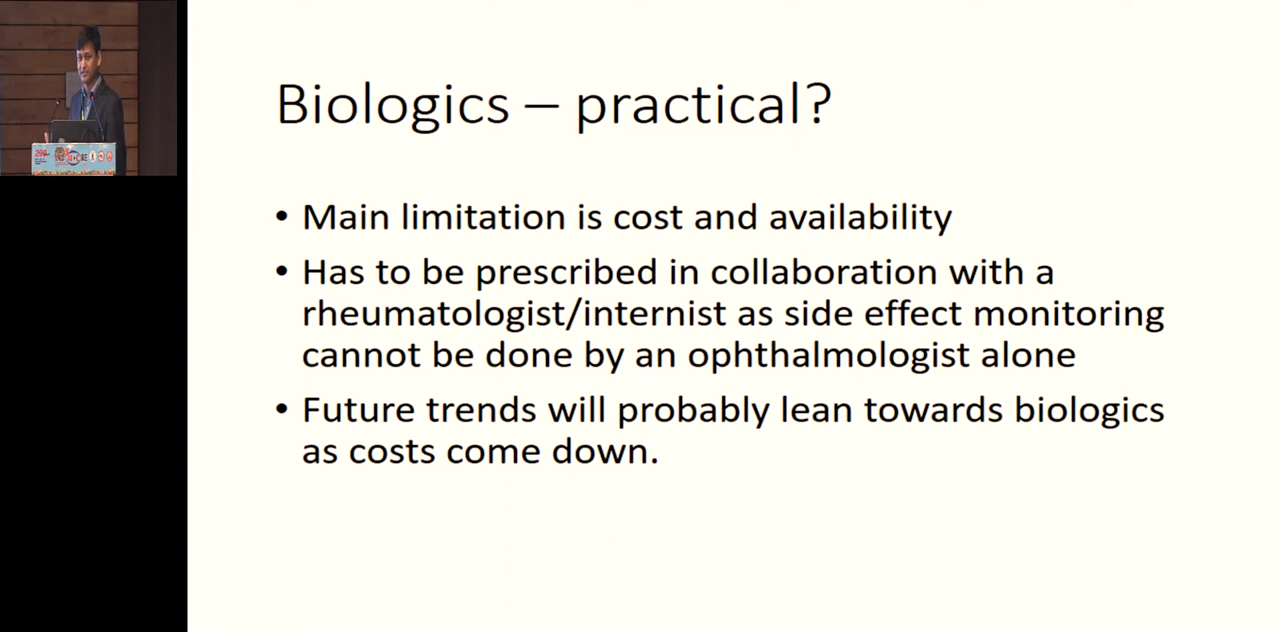 Biologics – practical?
• Main limitation is cost and availability
• Has to be prescribed in collaboration with a
rheumatologist/internist as side effect monitoring
cannot be done by an ophthalmologist alone
• Future trends will probably lean towards biologics
as costs come down.